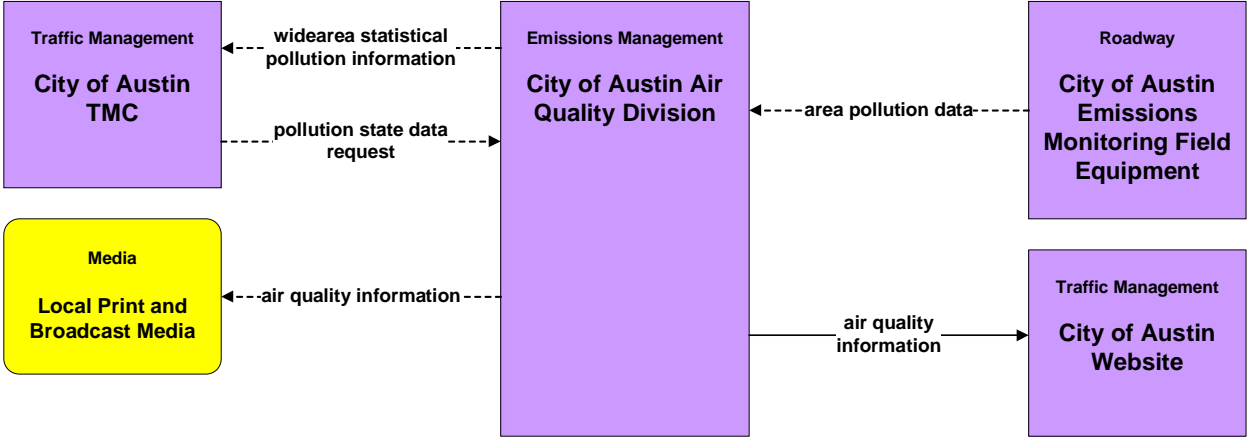 Traffic Management
City of Austin
TMC
widearea statistical
pollution information
pollution state data
request
Emissions Management
City of Austin Air
Quality Division
area pollution data
Roadway
City of Austin
Emissions
Monitoring Field
Equipment
Media
Local Print and
Broadcast Media
air quality information
air quality
information
Traffic Management
City of Austin
Website